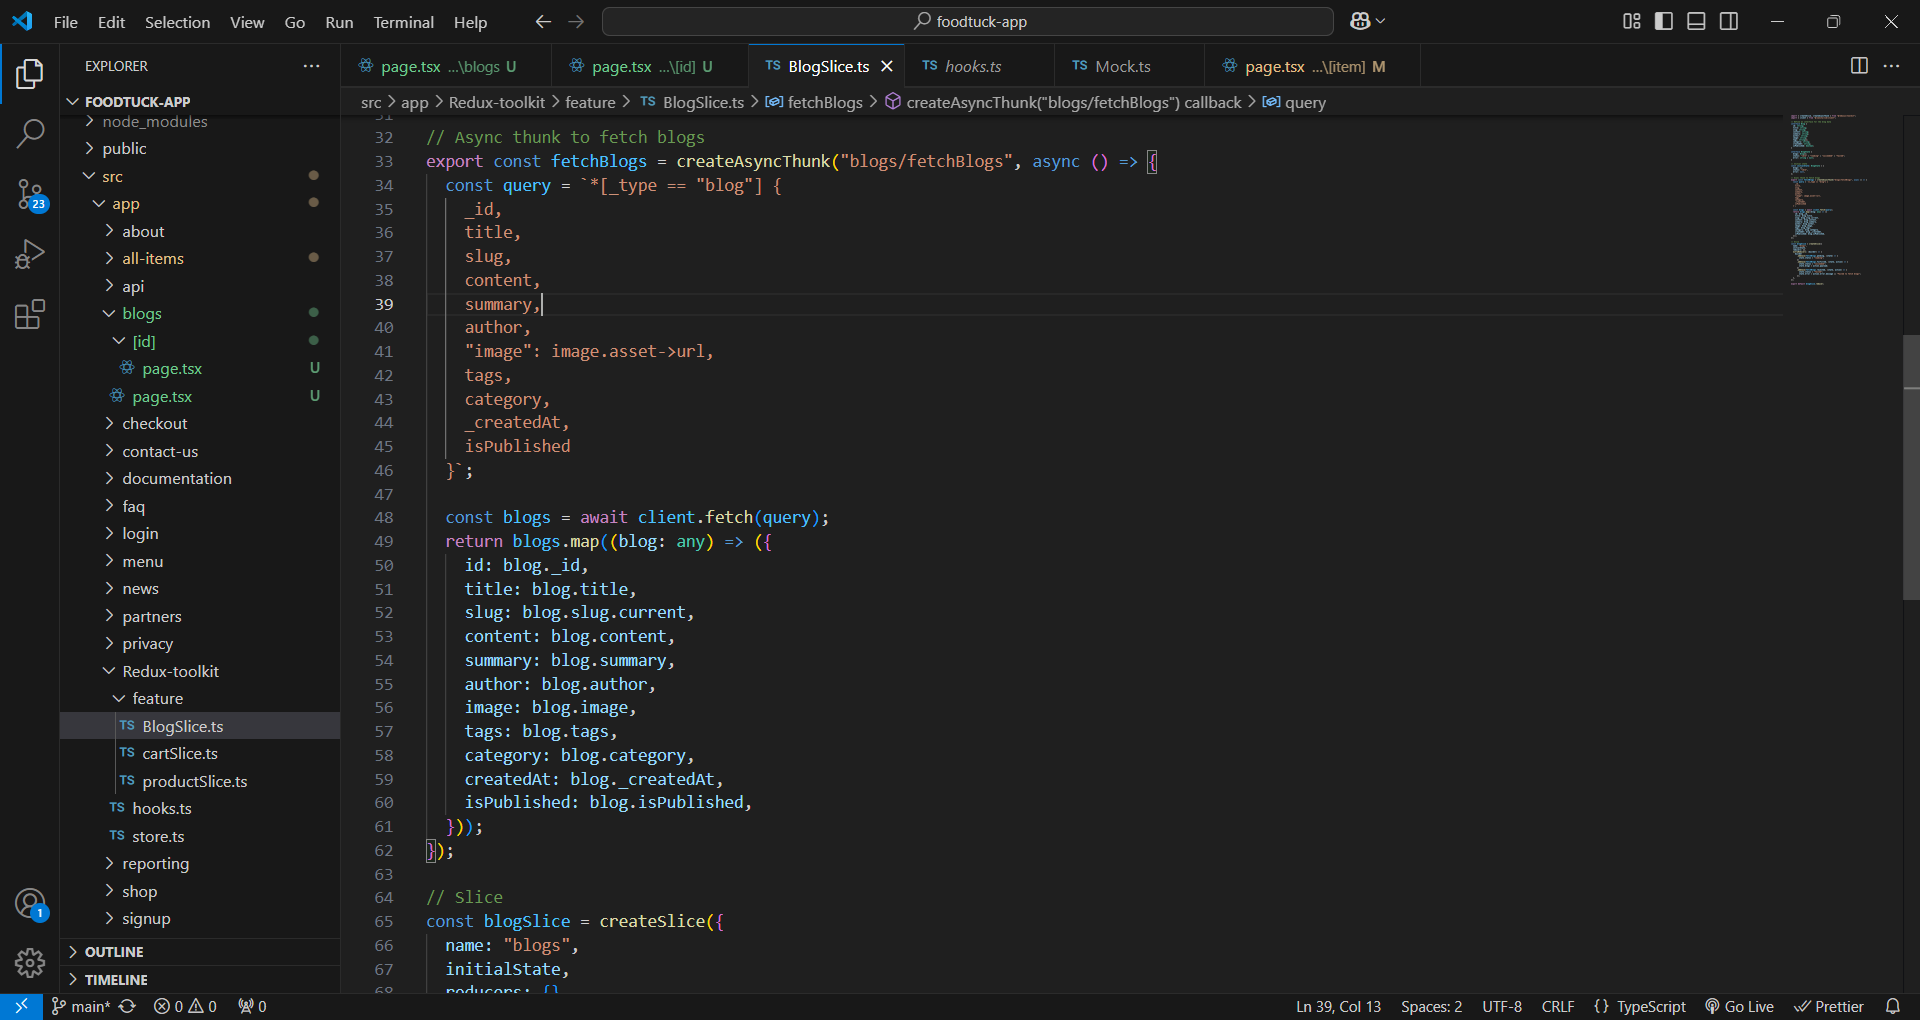 File Edit Selection View Go Run Terminal Help
foodtuck-app
EXPLORER
page.tsx ...\blogs U
page.tsx ...\[id] U
TS BlogSlice.ts
TS hooks.ts
TS Mock.ts
page.tsx ...\[item] M
src > app > Redux-toolkit > feature > TS BlogSlice.ts > fetchBlogs > createAsyncThunk("blogs/fetchBlogs") callback > query
FOODTUCK-APP
node_modules
public
src
app
about
all-items
api
blogs
[id]
page.tsx U
page.tsx U
checkout
contact-us
documentation
faq
login
menu
news
partners
privacy
Redux-toolkit
feature
TS BlogSlice.ts
TS cartSlice.ts
TS productSlice.ts
TS hooks.ts
TS store.ts
reporting
shop
signup
OUTLINE
TIMELINE
23
1
31
32 // Async thunk to fetch blogs
33 export const fetchBlogs = createAsyncThunk("blogs/fetchBlogs", async () => {
34 const query = `*[_type == "blog"] {
35 _id,
36 title,
37 slug,
38 content,
39 summary,
40 author,
41 "image": image.asset->url,
42 tags,
43 category,
44 _createdAt,
45 isPublished
46 }`;
47
48 const blogs = await client.fetch(query);
49 return blogs.map((blog: any) => ({
50 id: blog._id,
51 title: blog.title,
52 slug: blog.slug.current,
53 content: blog.content,
54 summary: blog.summary,
55 author: blog.author,
56 image: blog.image,
57 tags: blog.tags,
58 category: blog.category,
59 createdAt: blog._createdAt,
60 isPublished: blog.isPublished,
61 }));
62 });
63
64 // Slice
65 const blogSlice = createSlice({
66 name: "blogs",
67 initialState,
68 reducers: {}
main* 0 0 0
Ln 39, Col 13 Spaces: 2 UTF-8 CRLF {} TypeScript Go Live Prettier